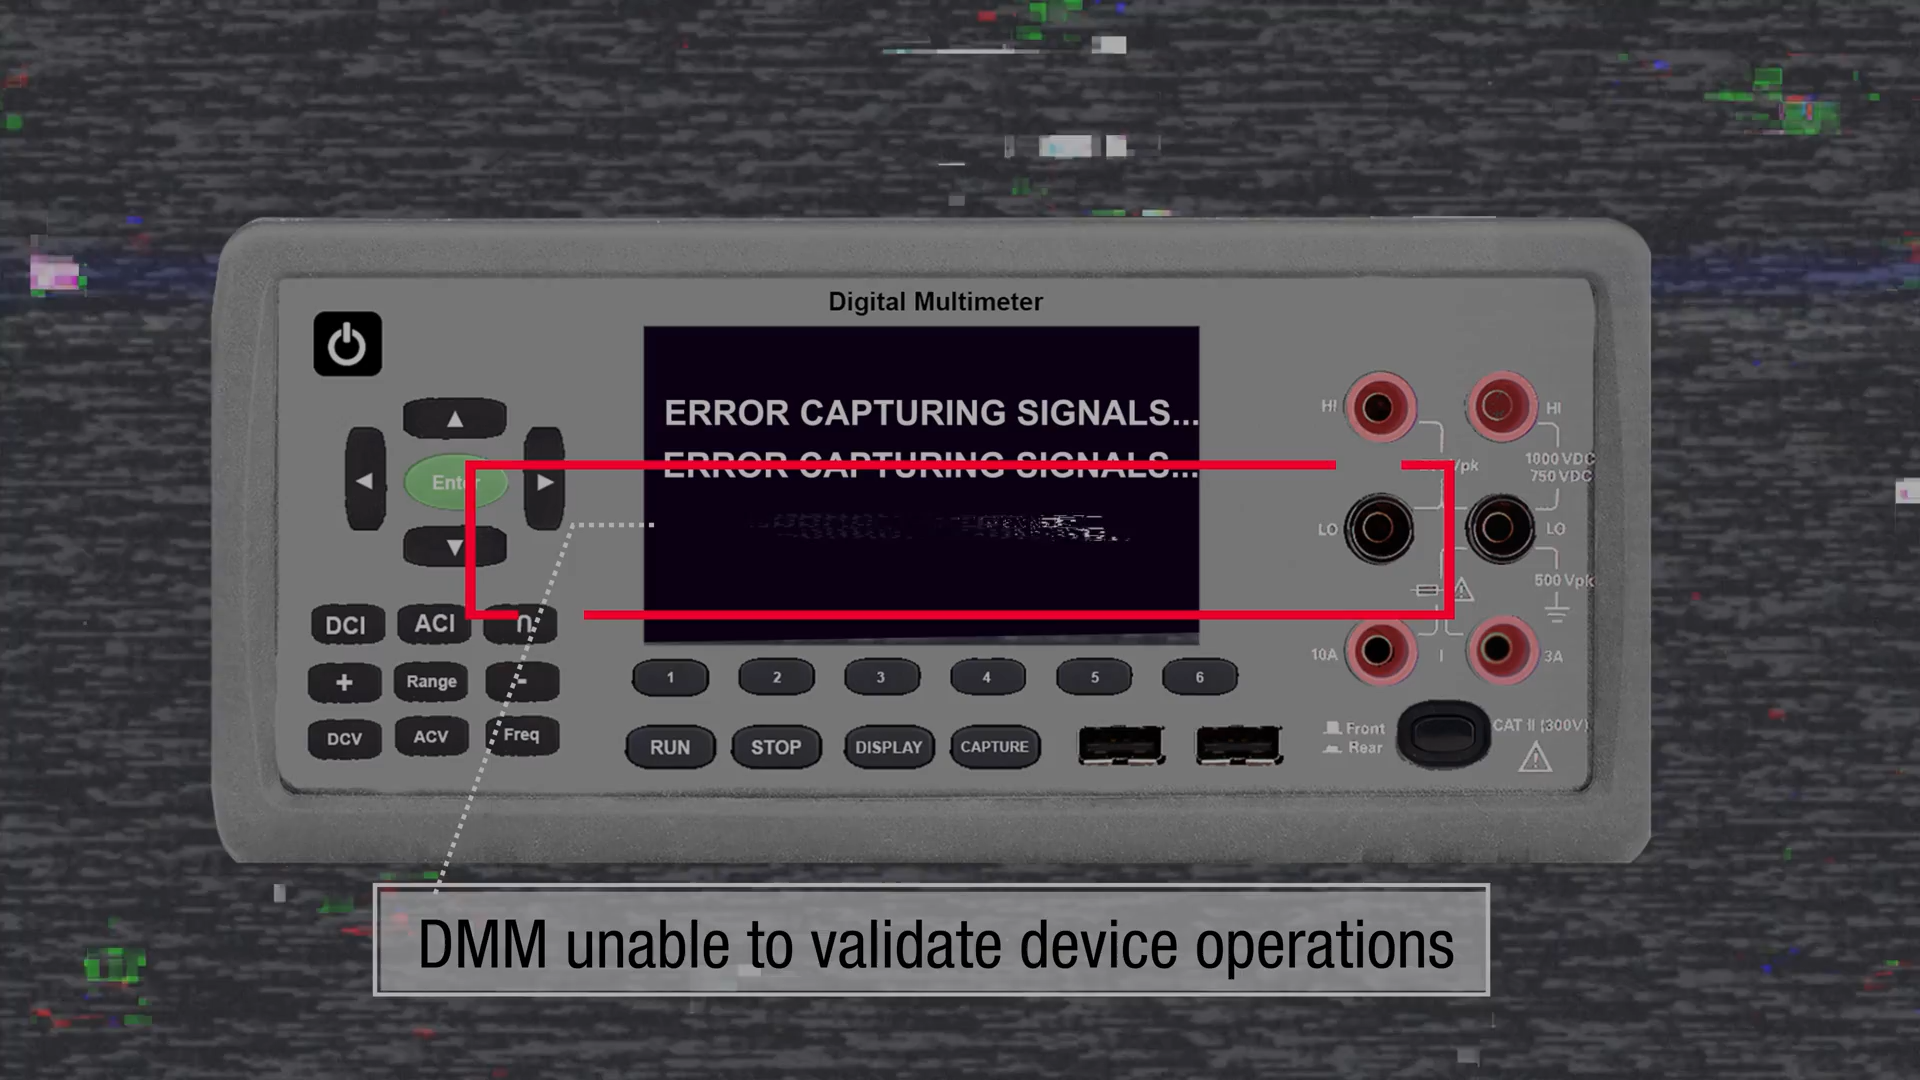 Digital Multimeter
ERROR CAPTURING SIGNALS...
ERROR CAPTURING SIGNALS...
Enter
DCI ACI
+ Range -
DCV ACV Freq
1 2 3 4 5 6
RUN STOP DISPLAY CAPTURE
HI HI
Vpk
1000 VDC
750 VDC
LO LO
500 Vpk
10A I 3A
Front
Rear
CAT II (300V)
DMM unable to validate device operations